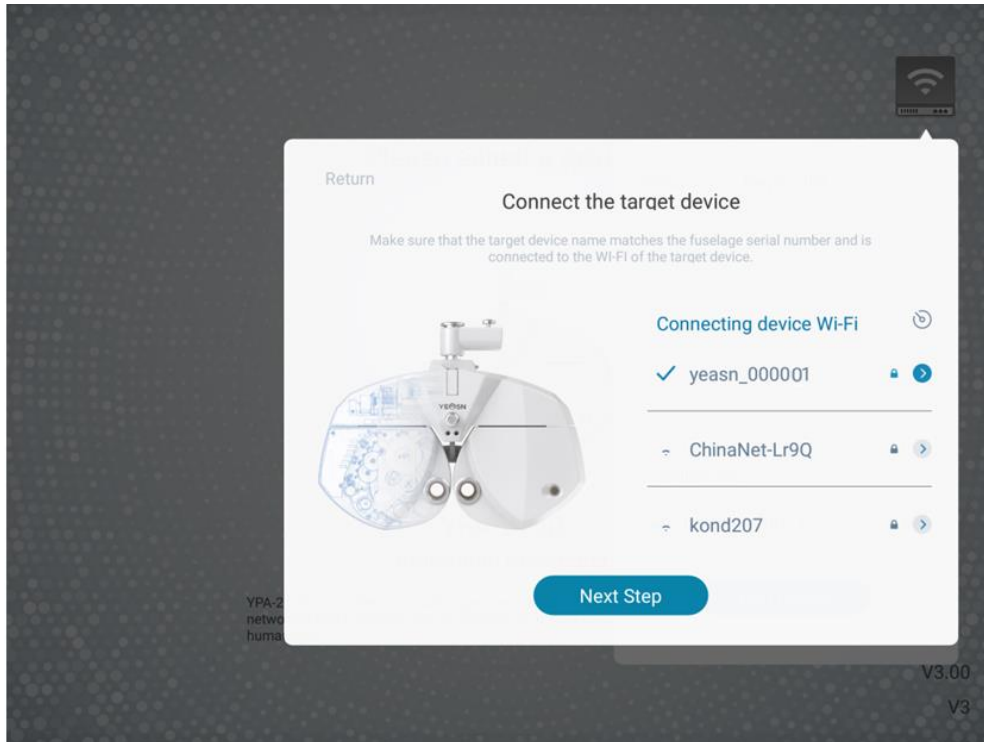 Return
Connect the target device
Make sure that the target device name matches the fuselage serial number and is
connected to the WI-FI of the target device.
YEASN
Connecting device Wi-Fi
yeasn_000001
ChinaNet-Lr9Q
kond207
Next Step
YPA-2
netwo
huma
V3.00
V3